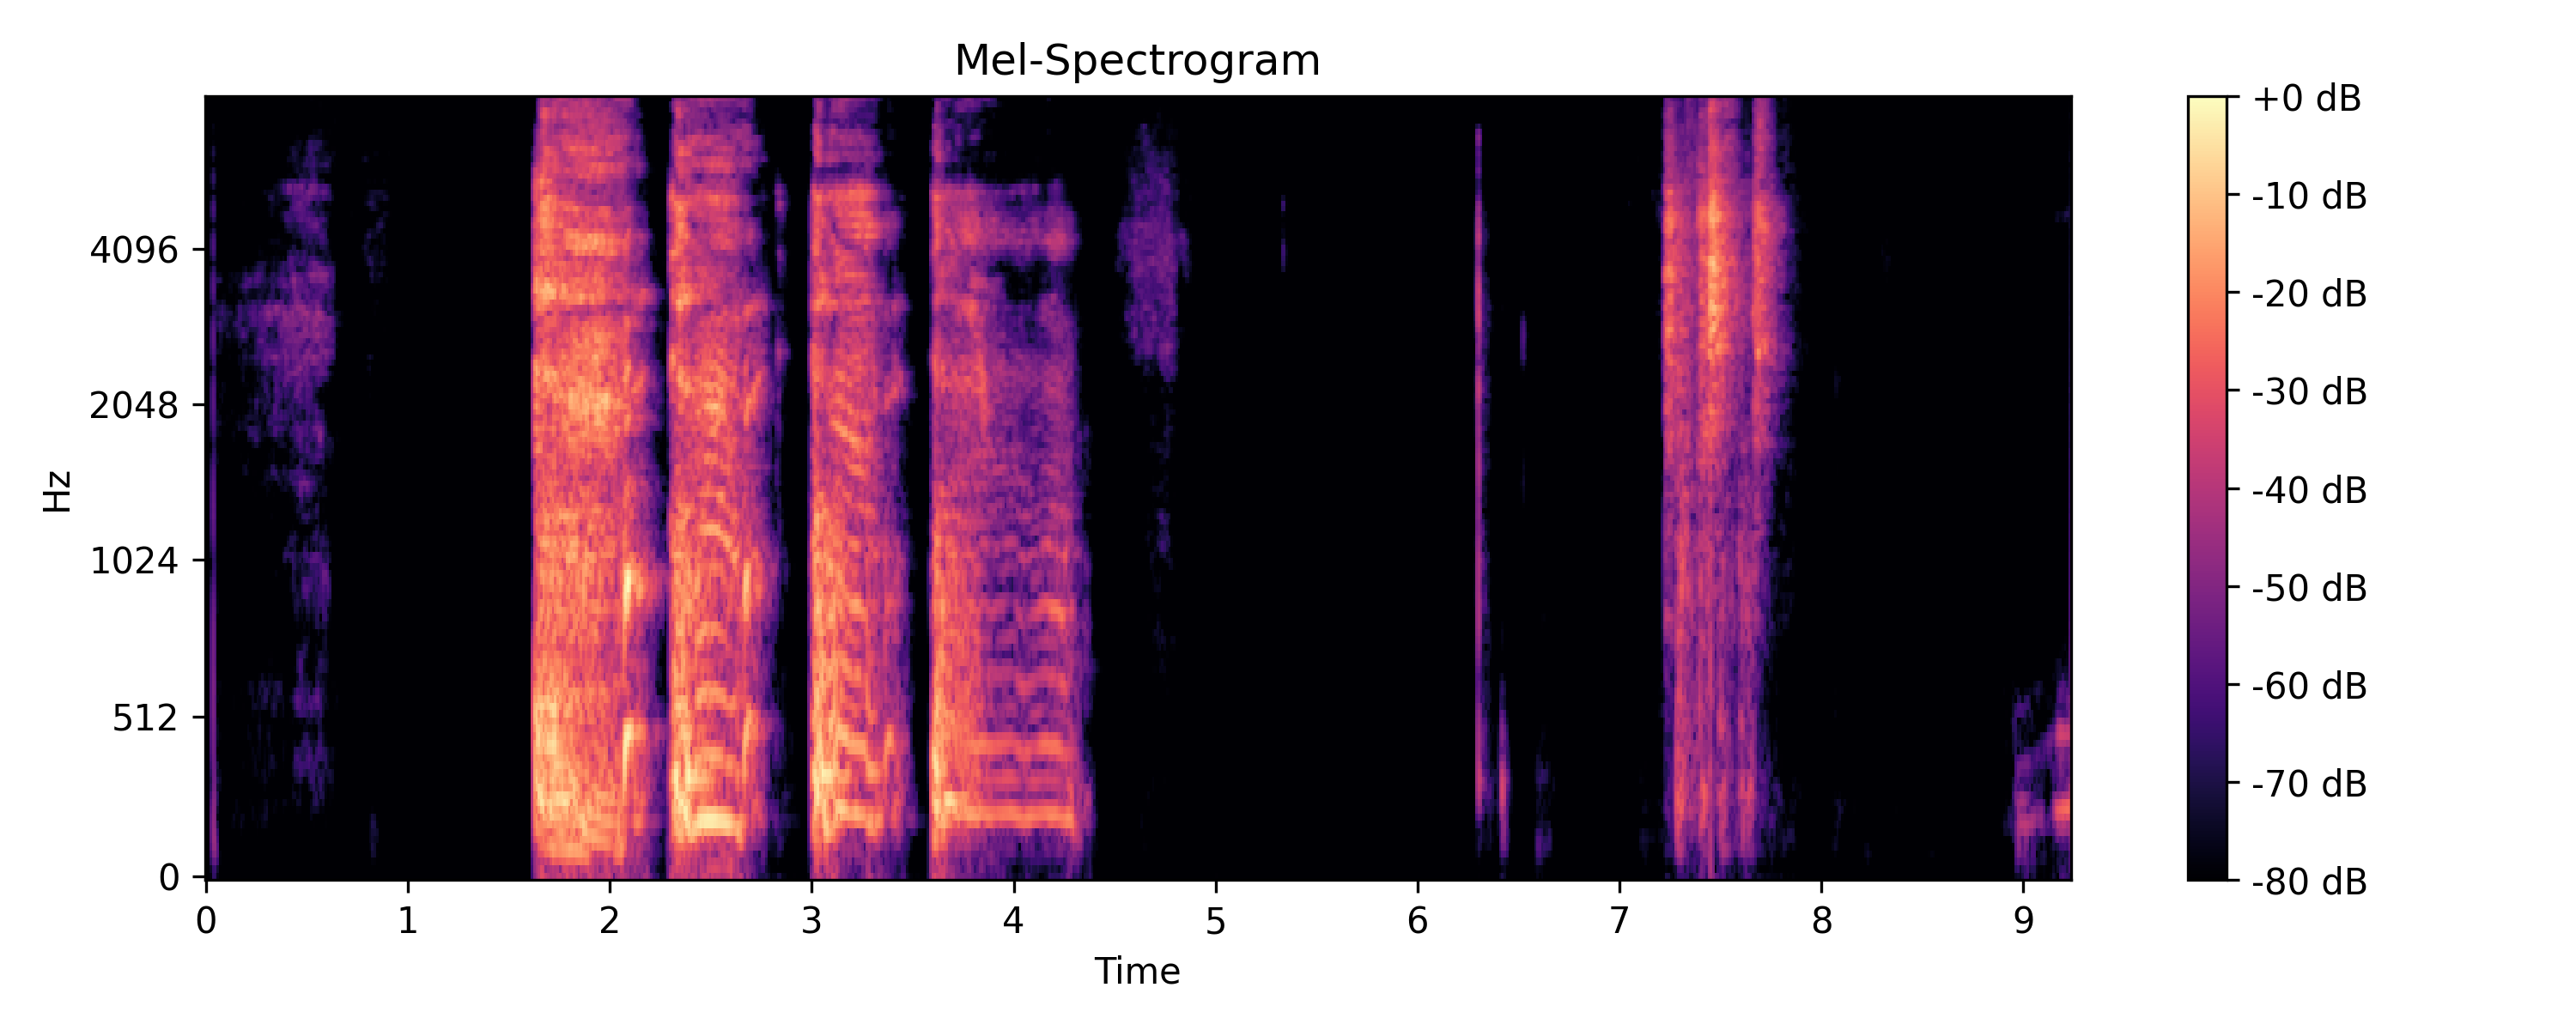 Mel-Spectrogram
+0 dB
-10 dB
-20 dB
-30 dB
-40 dB
-50 dB
-60 dB
-70 dB
-80 dB
Hz
4096
2048
1024
512
0
0 1 2 3 4 5 6 7 8 9
Time